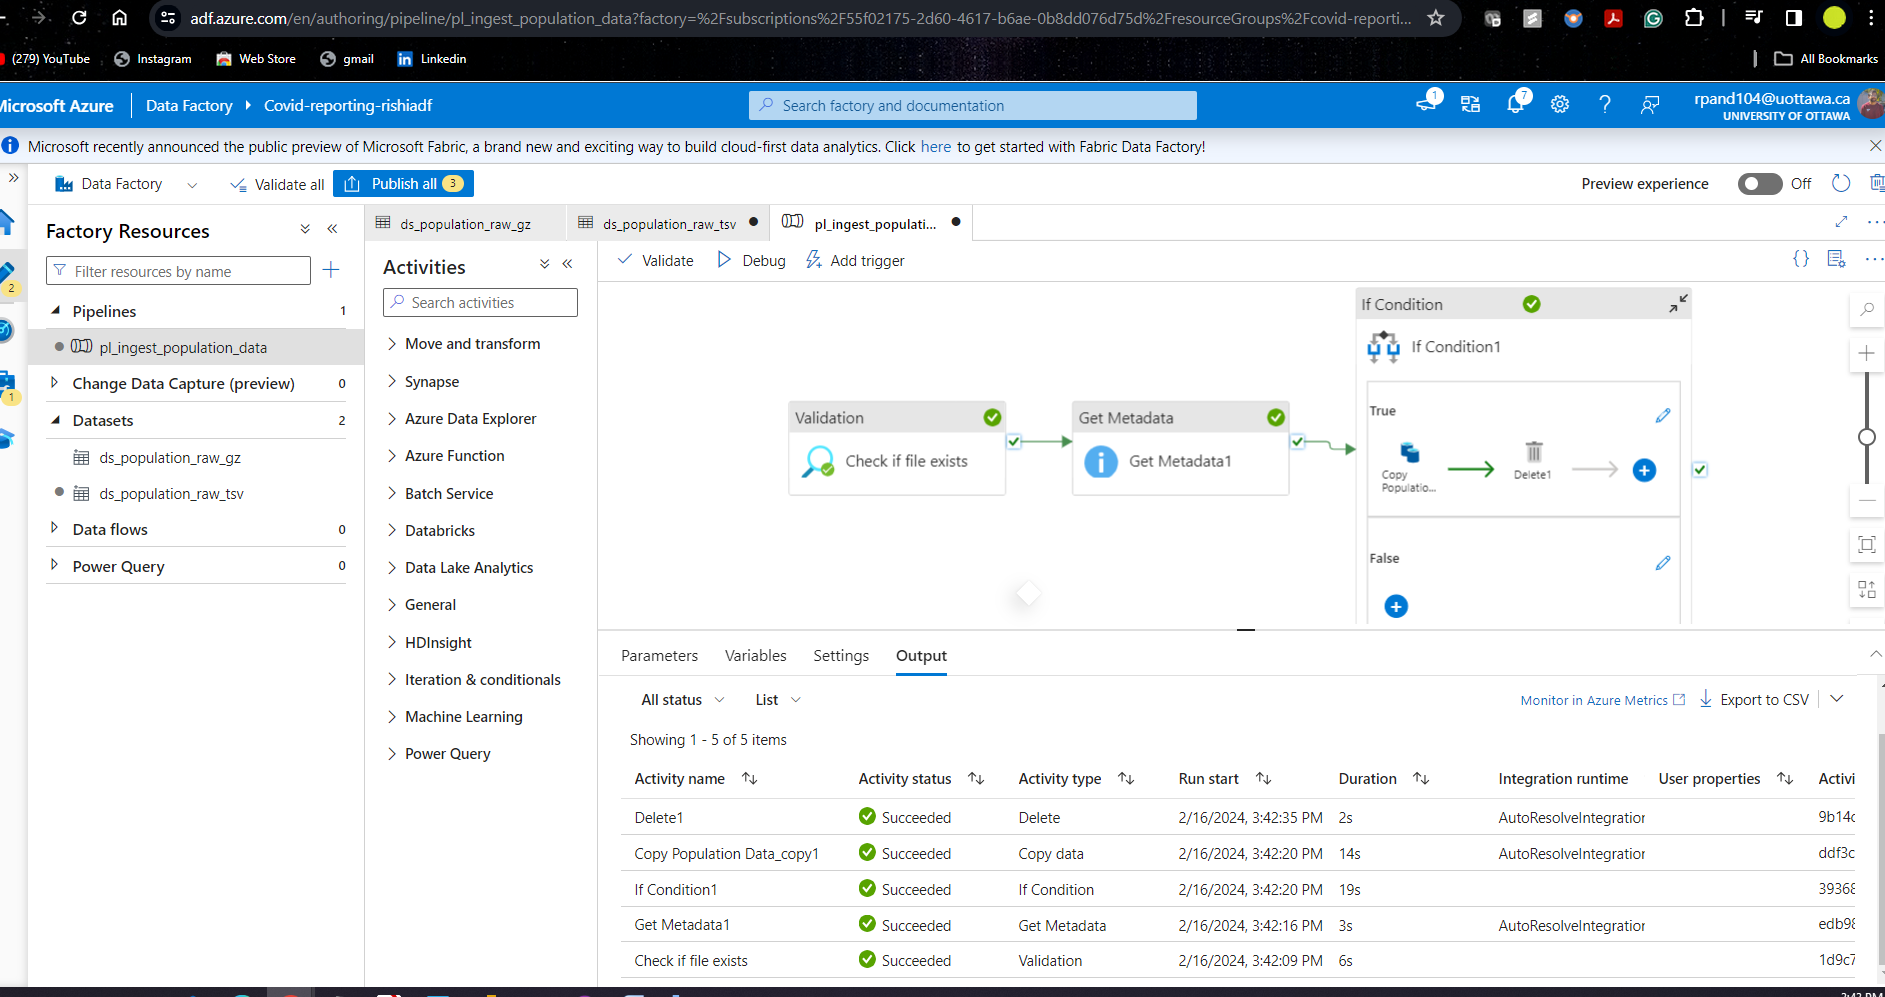 adf.azure.com/en/authoring/pipeline/pl_ingest_population_data?factory=%2Fsubscriptions%2F55f02175-2d60-4617-b6ae-0b8dd076d75d%2FresourceGroups%2Fcovid-reporti...
(279) YouTube Instagram Web Store gmail Linkedin All Bookmarks
Microsoft Azure Data Factory Covid-reporting-rishiadf Search factory and documentation 1 7 rpand104@uottawa.ca
UNIVERSITY OF OTTAWA
Microsoft recently announced the public preview of Microsoft Fabric, a brand new and exciting way to build cloud-first data analytics. Click here to get started with Fabric Data Factory!
Data Factory Validate all Publish all 3 Preview experience Off
Factory Resources
Filter resources by name
2
Pipelines 1
pl_ingest_population_data
Change Data Capture (preview) 0
1
Datasets 2
ds_population_raw_gz
ds_population_raw_tsv
Data flows 0
Power Query 0
ds_population_raw_gz ds_population_raw_tsv pl_ingest_populati...
Activities
Search activities
Move and transform
Synapse
Azure Data Explorer
Azure Function
Batch Service
Databricks
Data Lake Analytics
General
HDInsight
Iteration & conditionals
Machine Learning
Power Query
Validate Debug Add trigger
Validation
Check if file exists
Get Metadata
Get Metadata1
If Condition
If Condition1
True
Copy
Populatio...
Delete1
False
Parameters Variables Settings Output
All status List Monitor in Azure Metrics Export to CSV
Showing 1 - 5 of 5 items
Activity name Activity status Activity type Run start Duration Integration runtime User properties Activi
Delete1 Succeeded Delete 2/16/2024, 3:42:35 PM 2s AutoResolveIntegration 9b14c
Copy Population Data_copy1 Succeeded Copy data 2/16/2024, 3:42:20 PM 14s AutoResolveIntegration ddf3c
If Condition1 Succeeded If Condition 2/16/2024, 3:42:20 PM 19s 39368
Get Metadata1 Succeeded Get Metadata 2/16/2024, 3:42:16 PM 3s AutoResolveIntegration edb98
Check if file exists Succeeded Validation 2/16/2024, 3:42:09 PM 6s 1d9c7